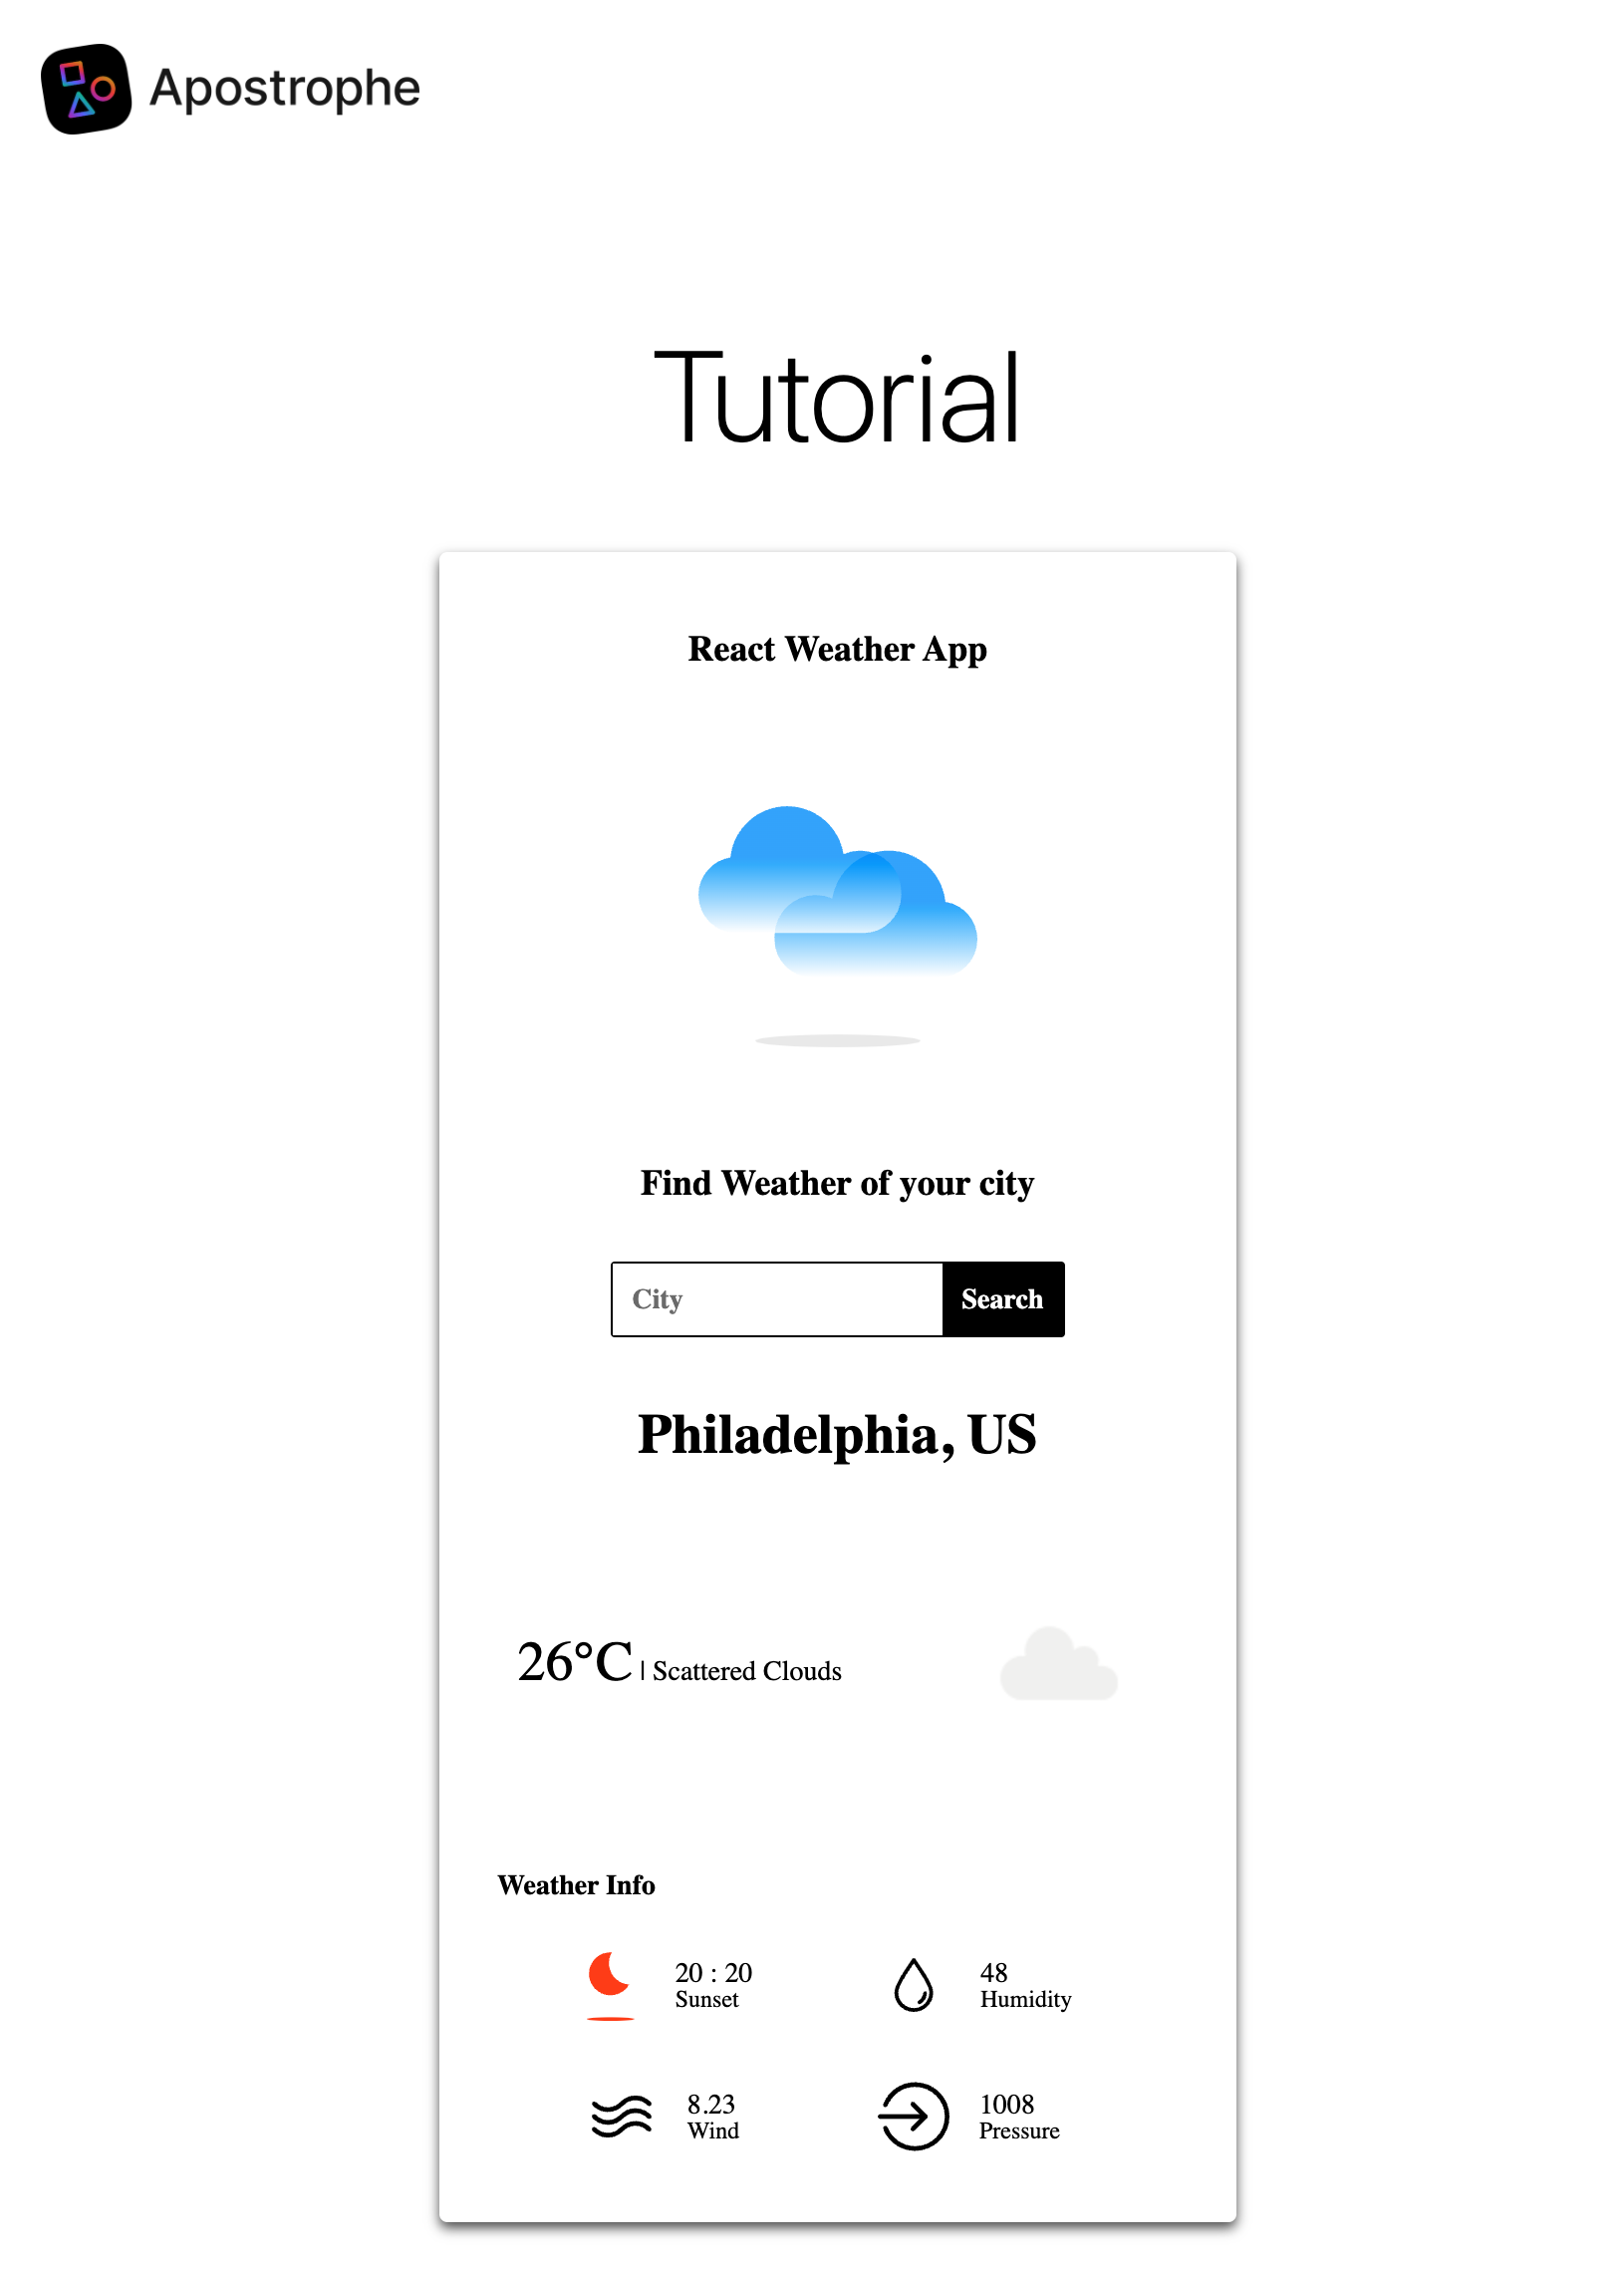 Apostrophe
Tutorial
React Weather App
Find Weather of your city
City
Search
Philadelphia, US
26°C | Scattered Clouds
Weather Info
20 : 20
Sunset
48
Humidity
8.23
Wind
1008
Pressure